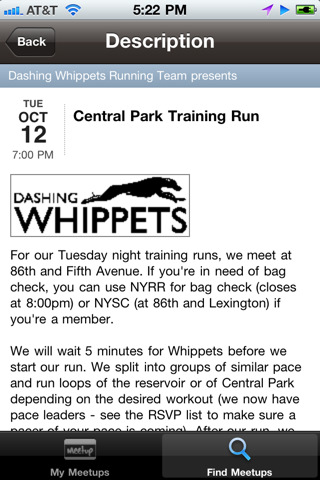 AT&T 5:22 PM
Back Description
Dashing Whippets Running Team presents
TUE
OCT
12
7:00 PM
Central Park Training Run
DASHING
WHIPPETS
For our Tuesday night training runs, we meet at
86th and Fifth Avenue. If you're in need of bag
check, you can use NYRR for bag check (closes
at 8:00pm) or NYSC (at 86th and Lexington) if
you're a member.
We will wait 5 minutes for Whippets before we
start our run. We split into groups of similar pace
and run loops of the reservoir or of Central Park
depending on the desired workout (we now have
pace leaders - see the RSVP list to make sure a
pacer of your pace is coming). After our run, we
Meetup
My Meetups Find Meetups